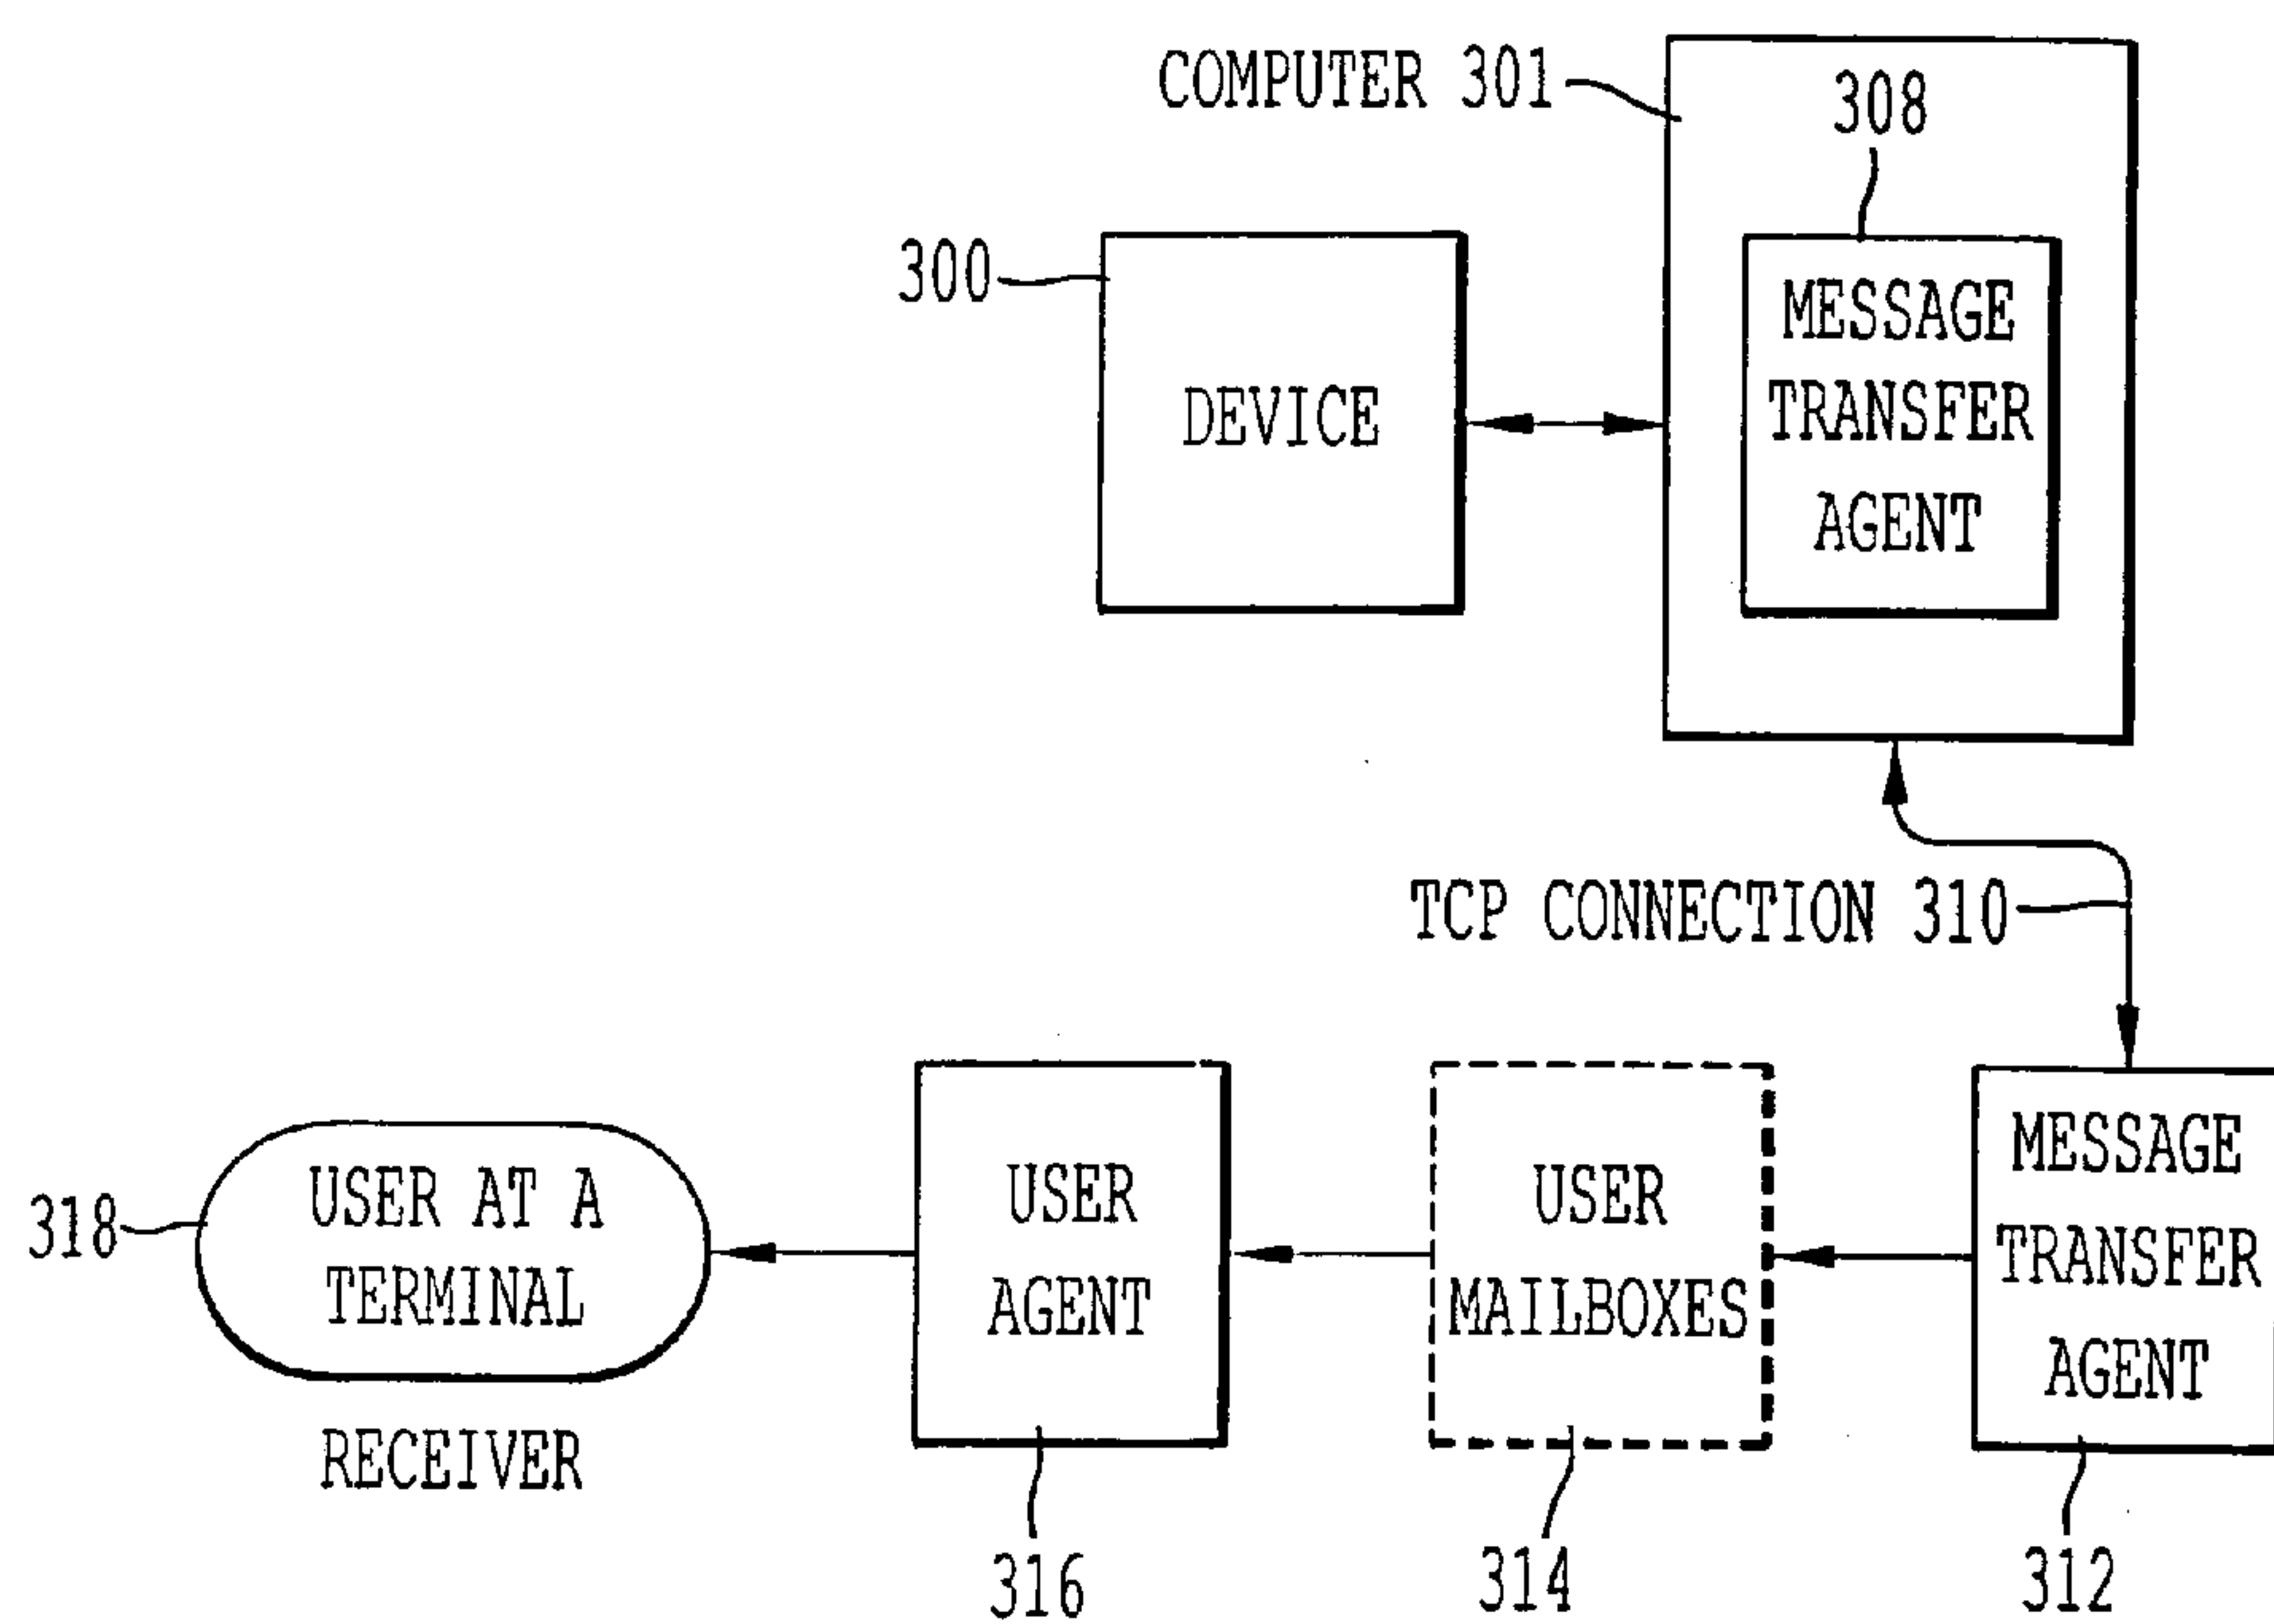 COMPUTER 301
308
300
DEVICE
MESSAGE
TRANSFER
AGENT
TCP CONNECTION 310
318
USER AT A
TERMINAL
RECEIVER
USER
AGENT
316
USER
MAILBOXES
314
MESSAGE
TRANSFER
AGENT
312